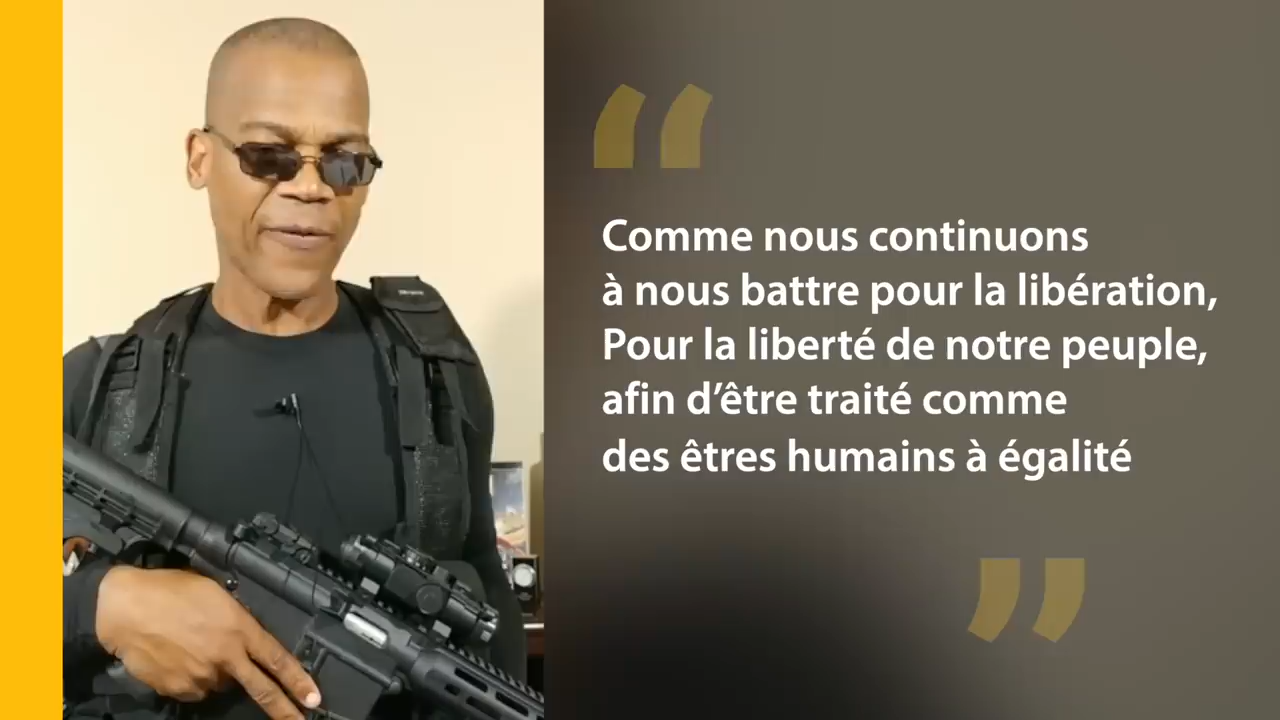 Comme nous continuons
à nous battre pour la libération,
Pour la liberté de notre peuple,
afin d’être traité comme
des êtres humains à égalité